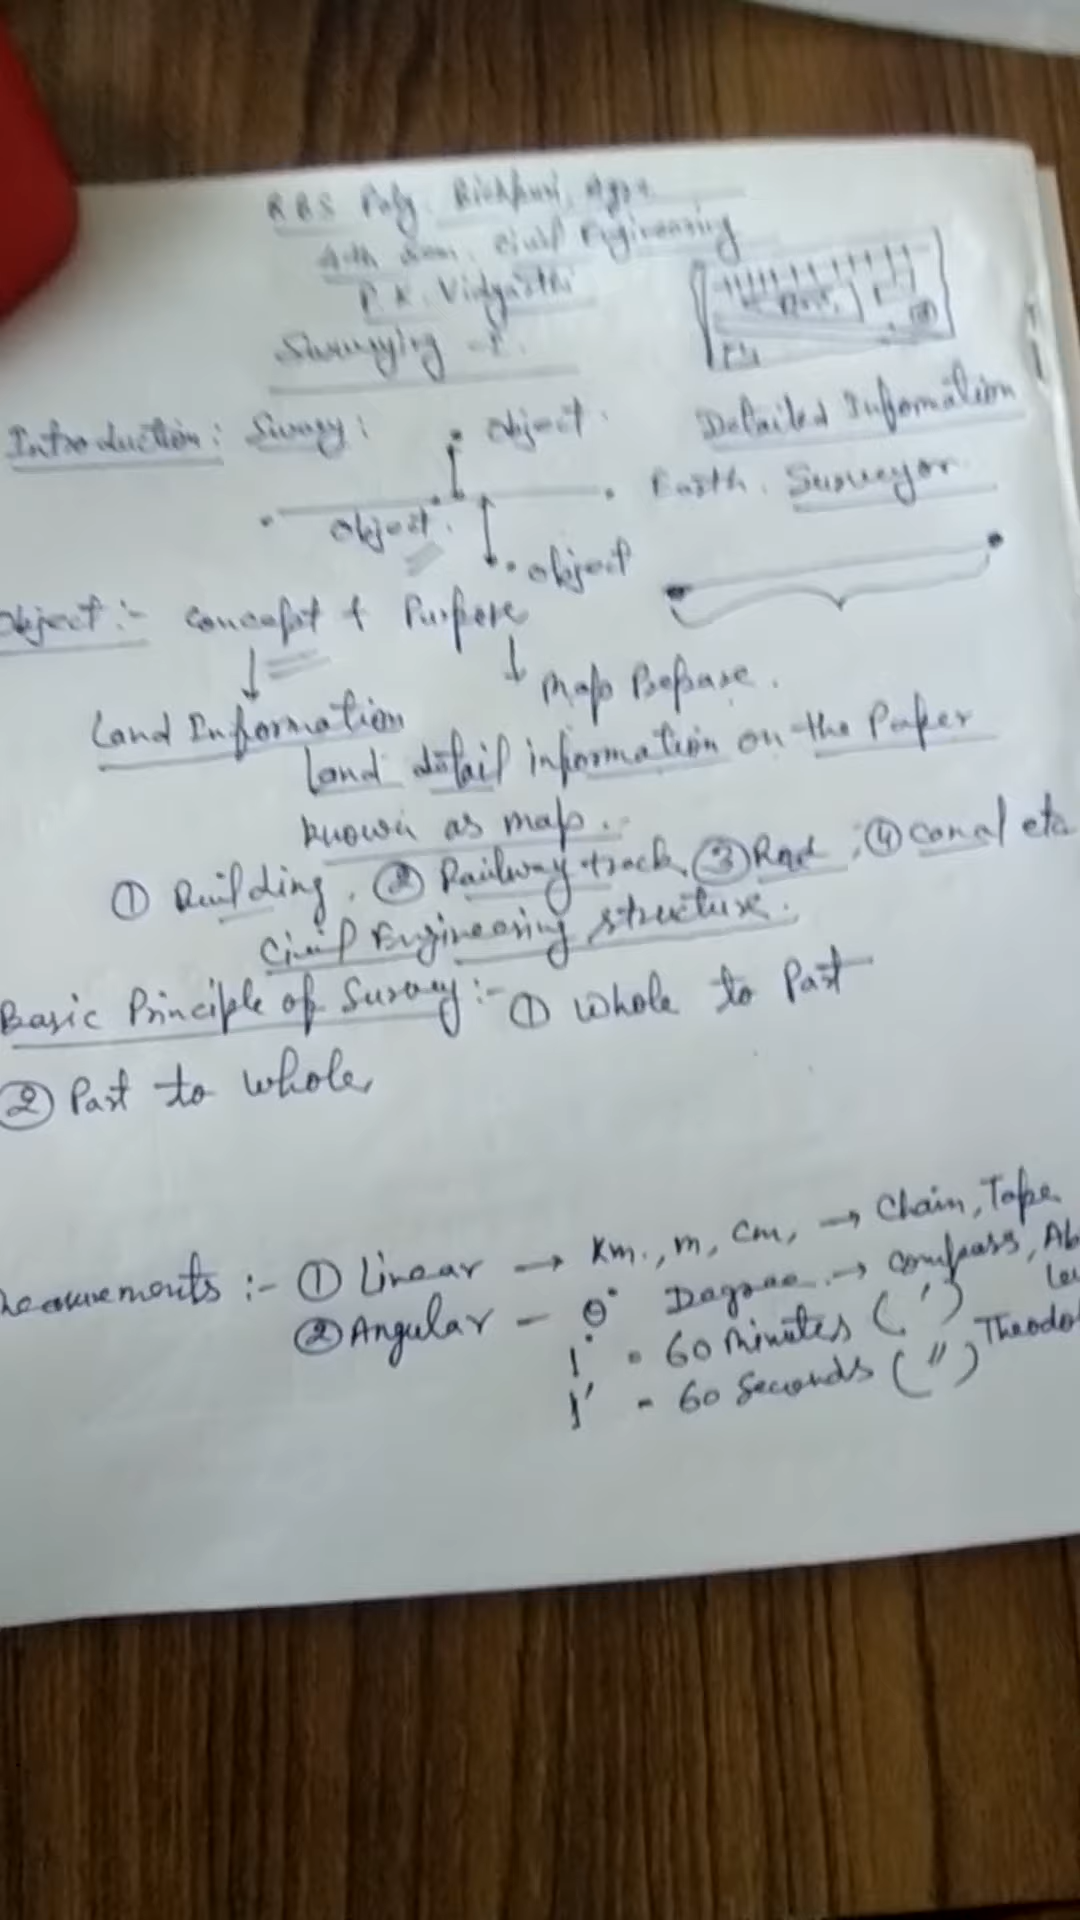 RBS Poly. Bichpuri, Agra
4th Sem. Civil Engineering
P.K. Vidyarthi
Surveying - I.
Introduction: Survey: Object. Detailed Information
Object. Earth. Surveyor.
Object
Object:- Concept & Purpose
Map Prepare.
Land Information
Land detail information on the Paper
known as map.
① Building, ② Railway track, ③ Road, ④ Canal etc
Civil Engineering structure.
Basic Principle of Survey:- ① Whole to Part
② Part to whole,
measurements:- ① Linear → Km., m, Cm, → Chain, Tape
② Angular - θ° Degree → Compass, Ab
1° = 60 Minutes (′) Lev
1′ = 60 Seconds (″) Theodo